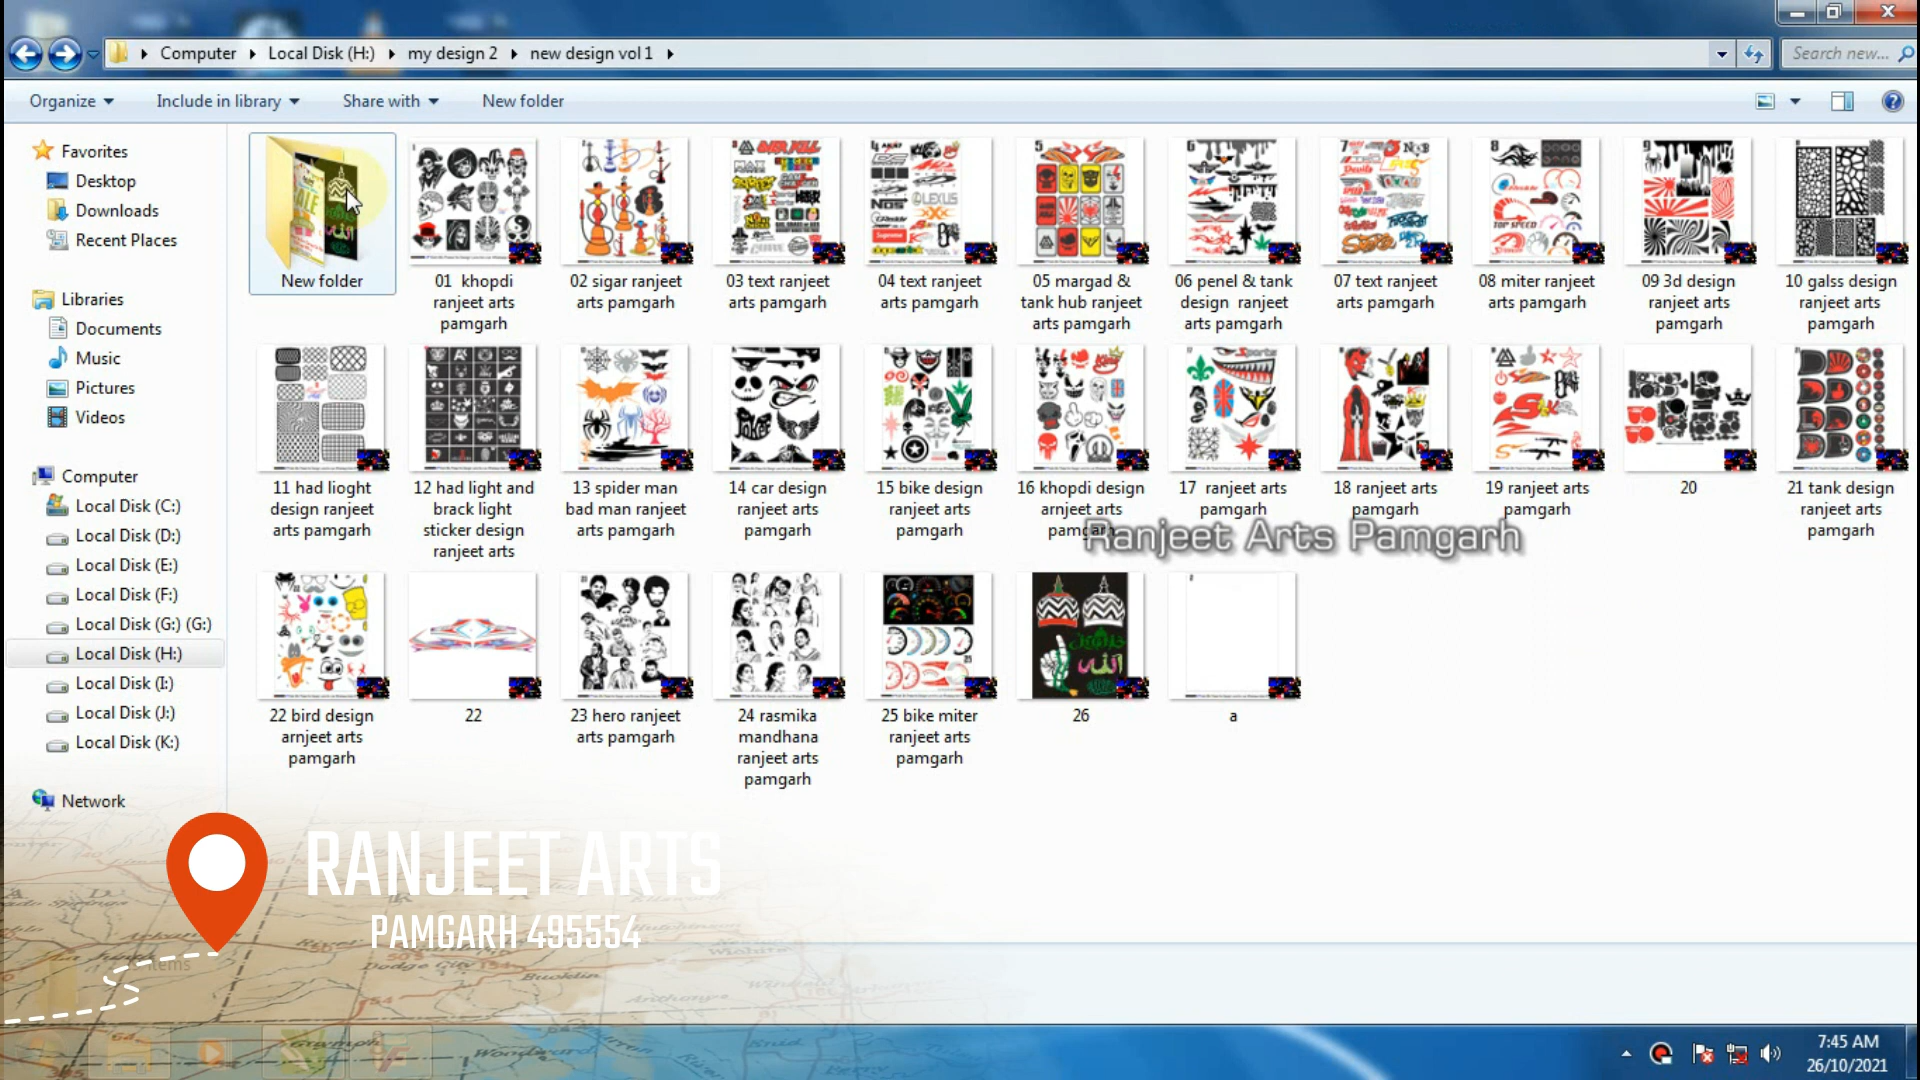 Computer
Local Disk (H:)
my design 2
new design vol 1
Search new...
Organize
Include in library
Share with
New folder
Favorites
Desktop
Downloads
Recent Places
Libraries
Documents
Music
Pictures
Videos
Computer
Local Disk (C:)
Local Disk (D:)
Local Disk (E:)
Local Disk (F:)
Local Disk (G:) (G:)
Local Disk (H:)
Local Disk (I:)
Local Disk (J:)
Local Disk (K:)
Network
New folder
01 khopdi
ranjeet arts
pamgarh
02 sigar ranjeet
arts pamgarh
03 text ranjeet
arts pamgarh
04 text ranjeet
arts pamgarh
05 margad &
tank hub ranjeet
arts pamgarh
06 penel & tank
design ranjeet
arts pamgarh
07 text ranjeet
arts pamgarh
08 miter ranjeet
arts pamgarh
09 3d design
ranjeet arts
pamgarh
10 galss design
ranjeet arts
pamgarh
11 had lioght
design ranjeet
arts pamgarh
12 had light and
brack light
sticker design
ranjeet arts
13 spider man
bad man ranjeet
arts pamgarh
14 car design
ranjeet arts
pamgarh
15 bike design
ranjeet arts
pamgarh
16 khopdi design
arnjeet arts
pamgarh
17 ranjeet arts
pamgarh
18 ranjeet arts
pamgarh
19 ranjeet arts
pamgarh
20
21 tank design
ranjeet arts
pamgarh
Ranjeet Arts Pamgarh
22 bird design
arnjeet arts
pamgarh
22
23 hero ranjeet
arts pamgarh
24 rasmika
mandhana
ranjeet arts
pamgarh
25 bike miter
ranjeet arts
pamgarh
26
a
RANJEET ARTS
PAMGARH 495554
items
7:45 AM
26/10/2021